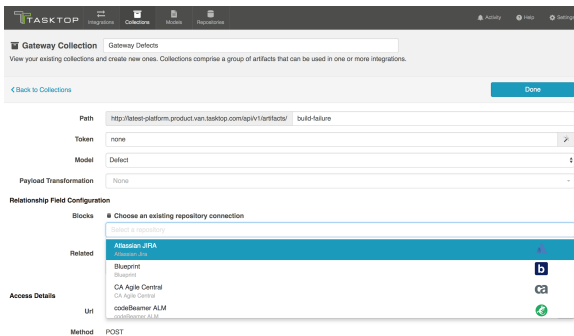 TASKTOP
Integrations
Collections
Models
Repositories
Activity
Help
Settings
Gateway Collection
Gateway Defects
View your existing collections and create new ones. Collections comprise a group of artifacts that can be used in one or more integrations.
Back to Collections
Done
Path
http://latest-platform.product.van.tasktop.com/api/v1/artifacts/
build-failure
Token
none
Model
Defect
Payload Transformation
None
Relationship Field Configuration
Blocks
Choose an existing repository connection
Select a repository
Related
Atlassian JIRA
Atlassian Jira
Blueprint
Blueprint
b
CA Agile Central
CA Agile Central
ca
codeBeamer ALM
codeBeamer ALM
Access Details
Url
Method
POST